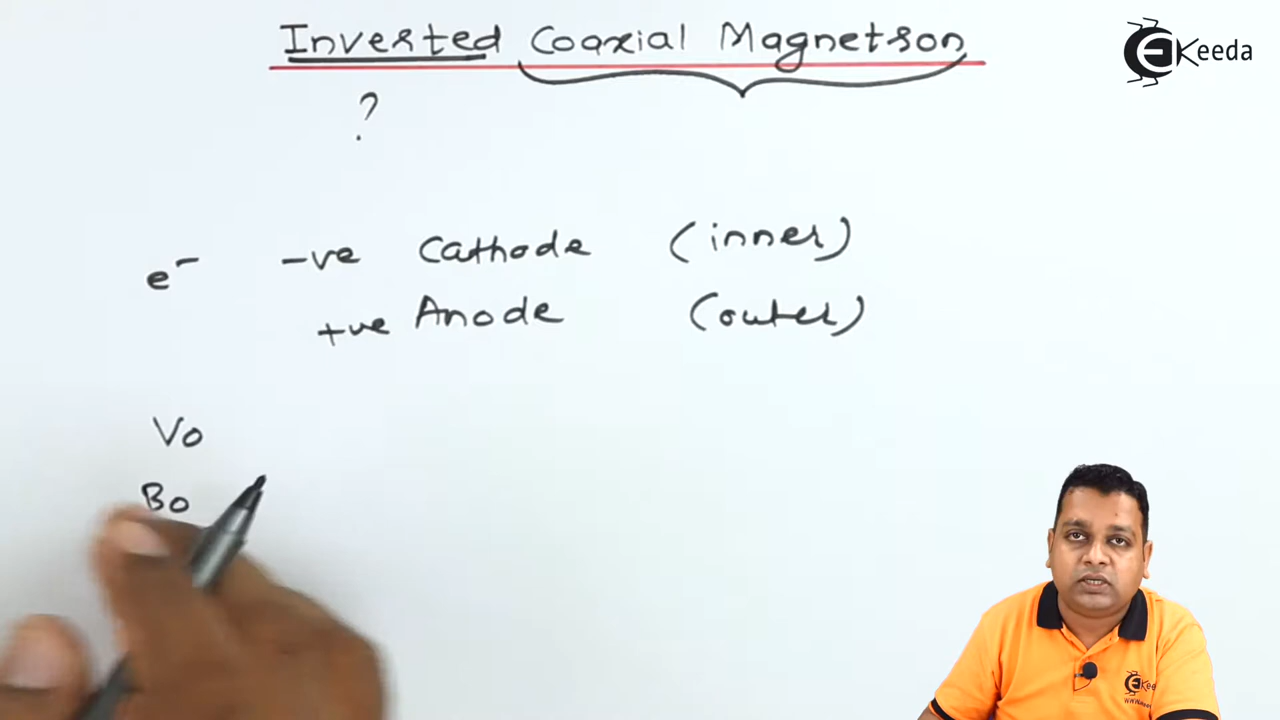 Inverted Coaxial Magnetron
EKeeda
?
e⁻ -ve Cathode (inner)
+ve Anode (outer)
Vo
Bo